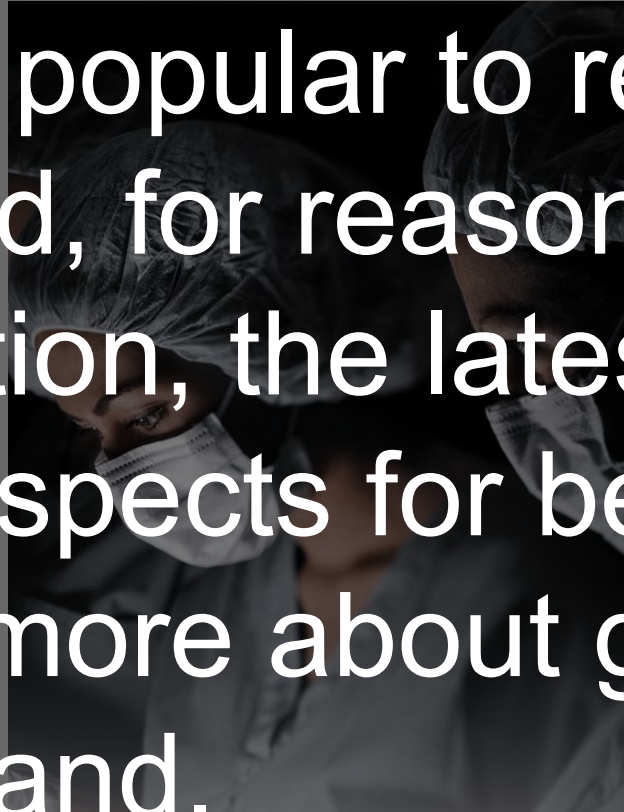 popular to re
d, for reason
tion, the lates
spects for be
more about g
and.